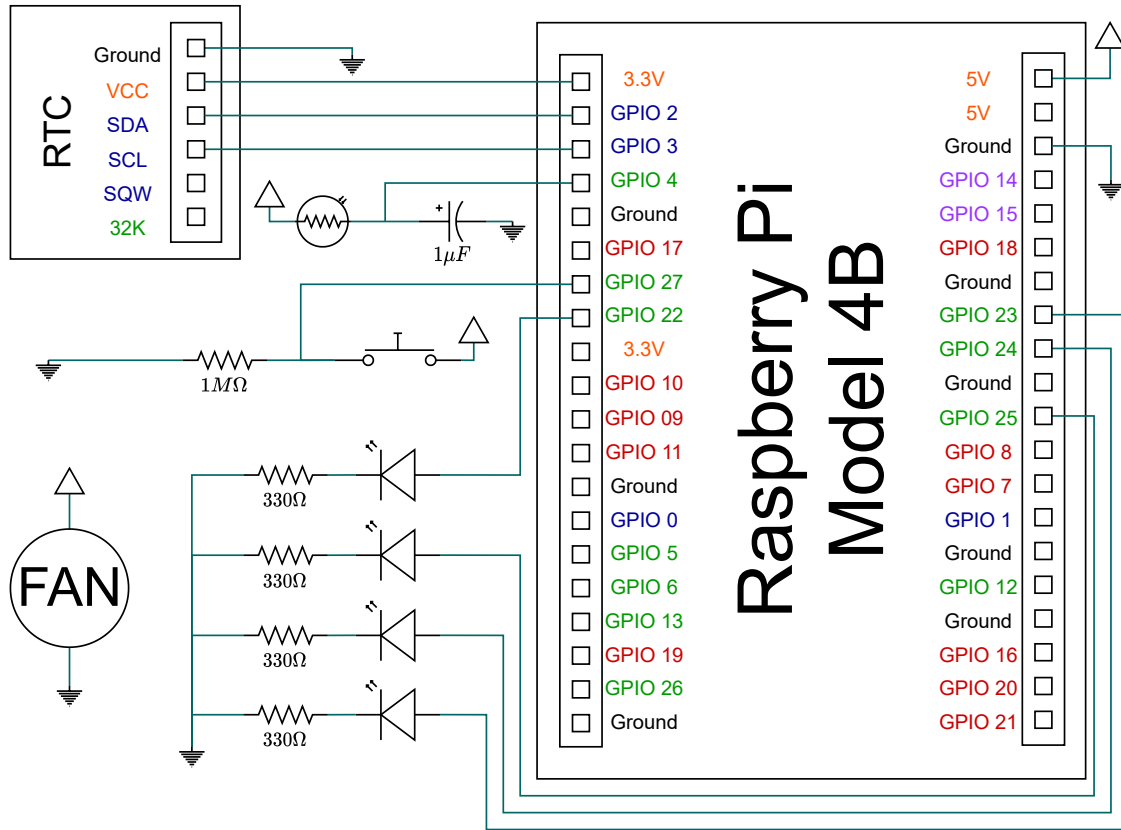 RTC
Ground
VCC
SDA
SCL
SQW
32K
1μF
1MΩ
330Ω
330Ω
330Ω
330Ω
FAN
3.3V
GPIO 2
GPIO 3
GPIO 4
Ground
GPIO 17
GPIO 27
GPIO 22
3.3V
GPIO 10
GPIO 09
GPIO 11
Ground
GPIO 0
GPIO 5
GPIO 6
GPIO 13
GPIO 19
GPIO 26
Ground
Raspberry Pi
Model 4B
5V
5V
Ground
GPIO 14
GPIO 15
GPIO 18
Ground
GPIO 23
GPIO 24
Ground
GPIO 25
GPIO 8
GPIO 7
GPIO 1
Ground
GPIO 12
Ground
GPIO 16
GPIO 20
GPIO 21